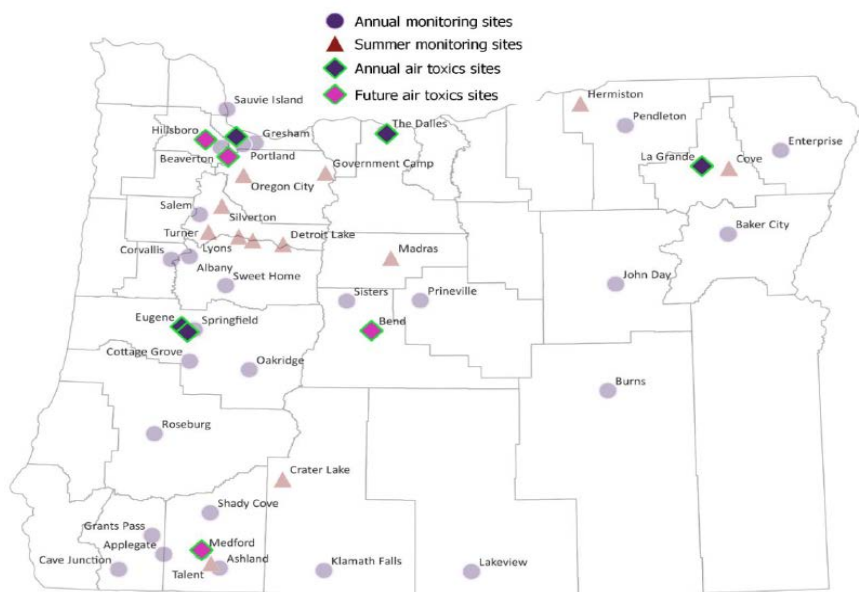 Annual monitoring sites
Summer monitoring sites
Annual air toxics sites
Future air toxics sites
Sauvie Island
Hermiston
Pendleton
The Dalles
Hillsboro
Gresham
Enterprise
Beaverton
Portland
Government Camp
La Grande
Cove
Oregon City
Salem
Silverton
Baker City
Turner
Detroit Lake
Corvallis
Lyons
Madras
Albany
John Day
Sweet Home
Sisters
Prineville
Eugene
Springfield
Bend
Cottage Grove
Oakridge
Burns
Roseburg
Crater Lake
Shady Cove
Grants Pass
Medford
Applegate
Cave Junction
Ashland
Talent
Klamath Falls
Lakeview